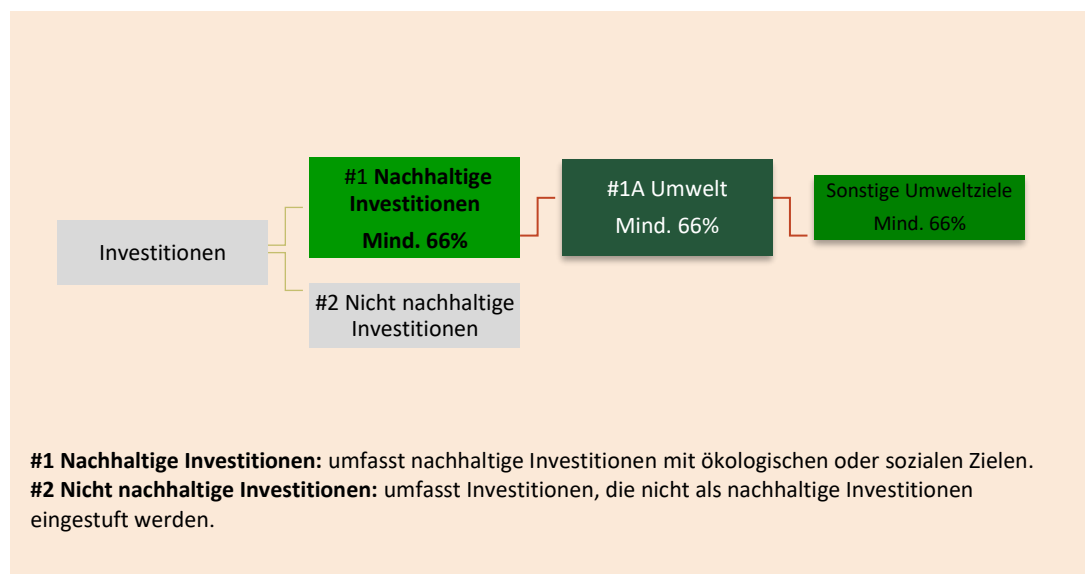 #1 Nachhaltige
Investitionen
Mind. 66%
#1A Umwelt
Mind. 66%
Sonstige Umweltziele
Mind. 66%
Investitionen
#2 Nicht nachhaltige
Investitionen
#1 Nachhaltige Investitionen: umfasst nachhaltige Investitionen mit ökologischen oder sozialen Zielen.
#2 Nicht nachhaltige Investitionen: umfasst Investitionen, die nicht als nachhaltige Investitionen
eingestuft werden.